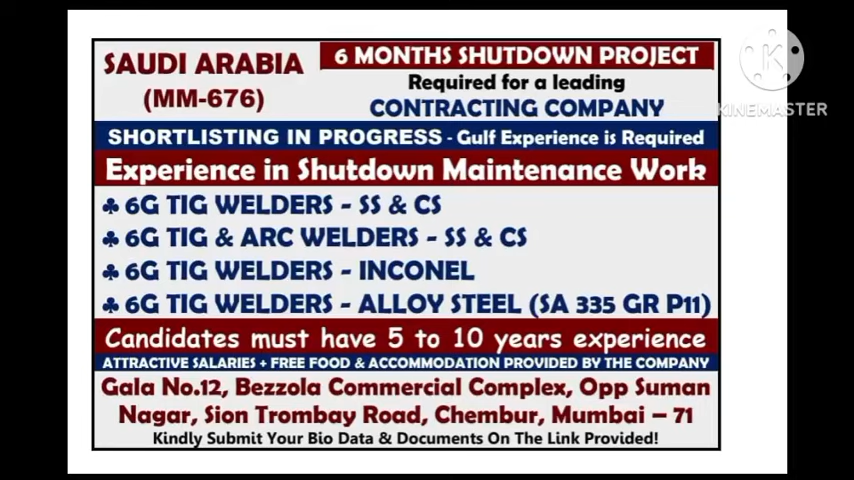 SAUDI ARABIA
(MM-676)
6 MONTHS SHUTDOWN PROJECT
Required for a leading
CONTRACTING COMPANY
SHORTLISTING IN PROGRESS - Gulf Experience is Required
Experience in Shutdown Maintenance Work
♣ 6G TIG WELDERS - SS & CS
♣ 6G TIG & ARC WELDERS - SS & CS
♣ 6G TIG WELDERS - INCONEL
♣ 6G TIG WELDERS - ALLOY STEEL (SA 335 GR P11)
Candidates must have 5 to 10 years experience
ATTRACTIVE SALARIES + FREE FOOD & ACCOMMODATION PROVIDED BY THE COMPANY
Gala No.12, Bezzola Commercial Complex, Opp Suman
Nagar, Sion Trombay Road, Chembur, Mumbai – 71
Kindly Submit Your Bio Data & Documents On The Link Provided!
K
KINEMASTER